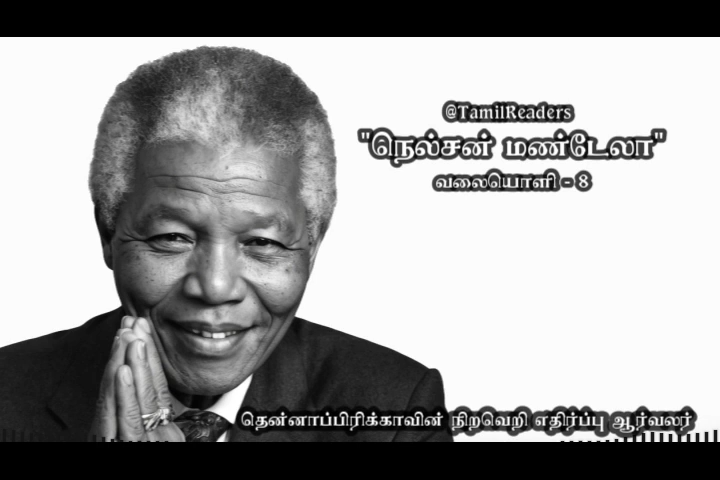 @TamilReaders
"நெல்சன் மண்டேலா"
வலையொளி - 8
தென்னாப்பிரிக்காவின் நிறவெறி எதிர்ப்பு ஆர்வலர்